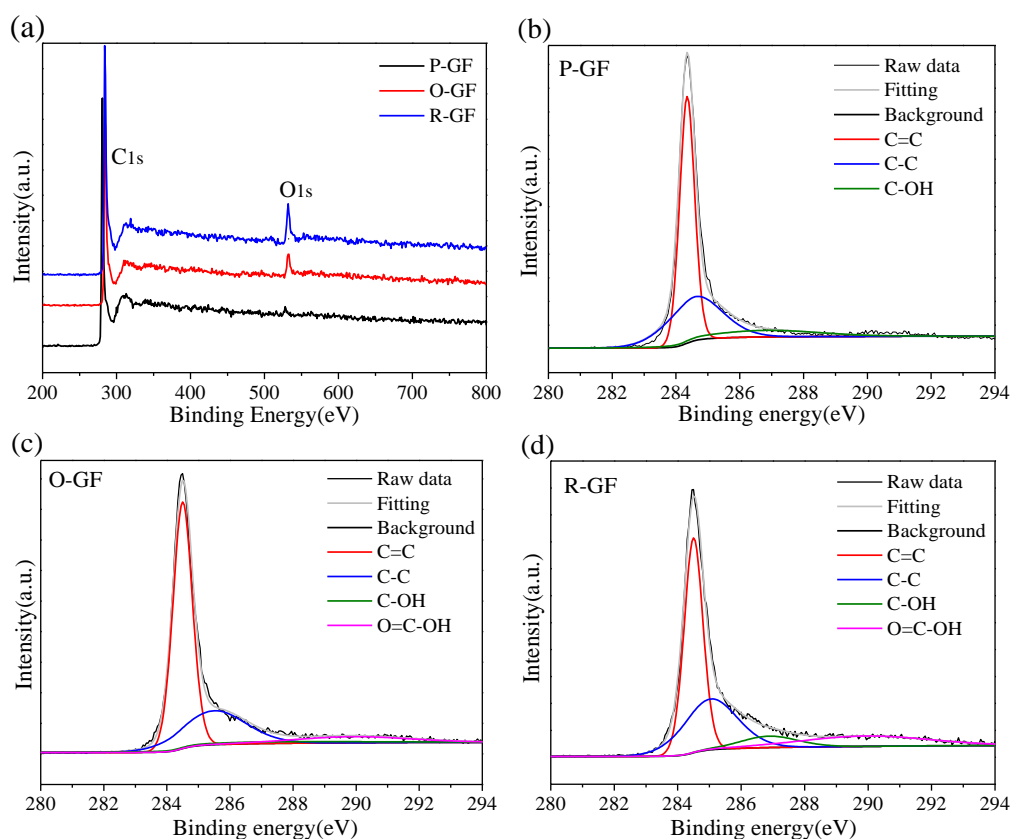 (a)
P-GF
O-GF
R-GF
C1s
O1s
Intensity(a.u.)
200 300 400 500 600 700 800
Binding Energy(eV)
(b)
P-GF
Raw data
Fitting
Background
C=C
C-C
C-OH
Intensity(a.u.)
280 282 284 286 288 290 292 294
Binding energy(eV)
(c)
O-GF
Raw data
Fitting
Background
C=C
C-C
C-OH
O=C-OH
Intensity(a.u.)
280 282 284 286 288 290 292 294
Binding energy(eV)
(d)
R-GF
Raw data
Fitting
Background
C=C
C-C
C-OH
O=C-OH
Intensity(a.u.)
280 282 284 286 288 290 292 294
Binding energy(eV)